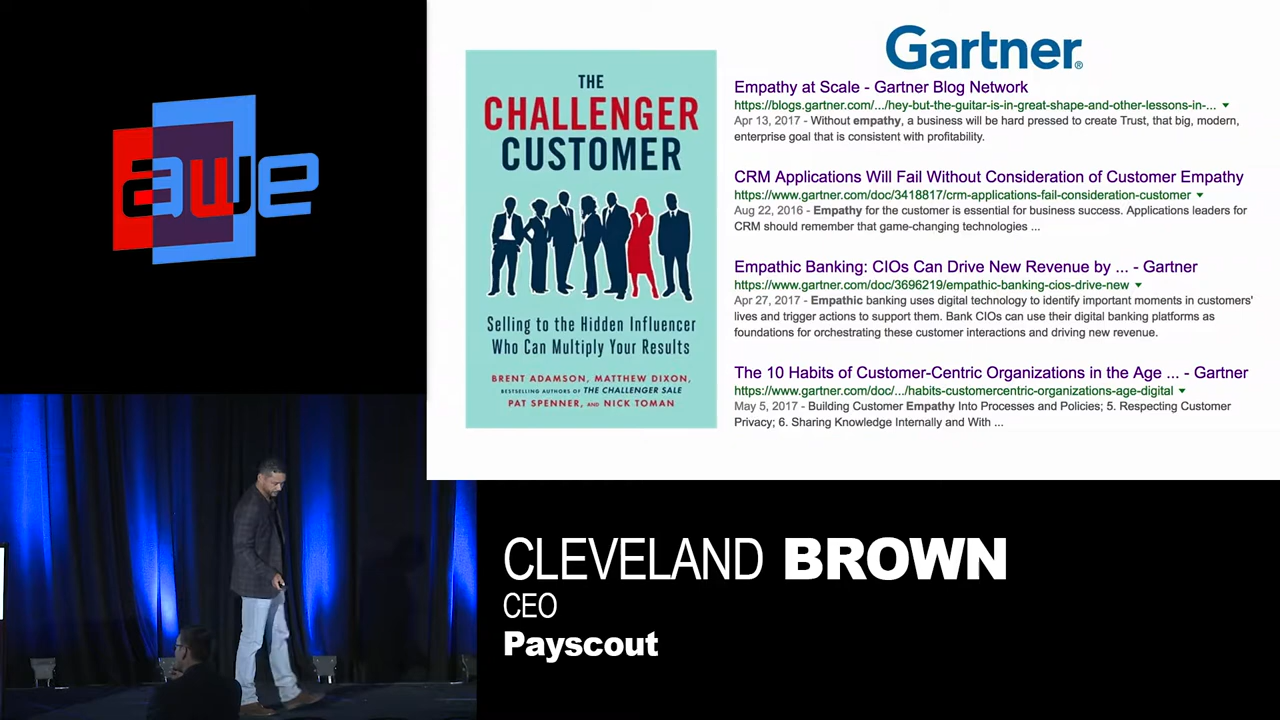 awe
THE
CHALLENGER
CUSTOMER
Selling to the Hidden Influencer
Who Can Multiply Your Results
BRENT ADAMSON, MATTHEW DIXON,
BESTSELLING AUTHORS OF THE CHALLENGER SALE
PAT SPENNER, AND NICK TOMAN
Gartner®
Empathy at Scale - Gartner Blog Network
https://blogs.gartner.com/.../hey-but-the-guitar-is-in-great-shape-and-other-lessons-in-...
Apr 13, 2017 - Without empathy, a business will be hard pressed to create Trust, that big, modern,
enterprise goal that is consistent with profitability.
CRM Applications Will Fail Without Consideration of Customer Empathy
https://www.gartner.com/doc/3418817/crm-applications-fail-consideration-customer
Aug 22, 2016 - Empathy for the customer is essential for business success. Applications leaders for
CRM should remember that game-changing technologies ...
Empathic Banking: CIOs Can Drive New Revenue by ... - Gartner
https://www.gartner.com/doc/3696219/empathic-banking-cios-drive-new
Apr 27, 2017 - Empathic banking uses digital technology to identify important moments in customers'
lives and trigger actions to support them. Bank CIOs can use their digital banking platforms as
foundations for orchestrating these customer interactions and driving new revenue.
The 10 Habits of Customer-Centric Organizations in the Age ... - Gartner
https://www.gartner.com/doc/.../habits-customercentric-organizations-age-digital
May 5, 2017 - Building Customer Empathy Into Processes and Policies; 5. Respecting Customer
Privacy; 6. Sharing Knowledge Internally and With ...
CLEVELAND BROWN
CEO
Payscout